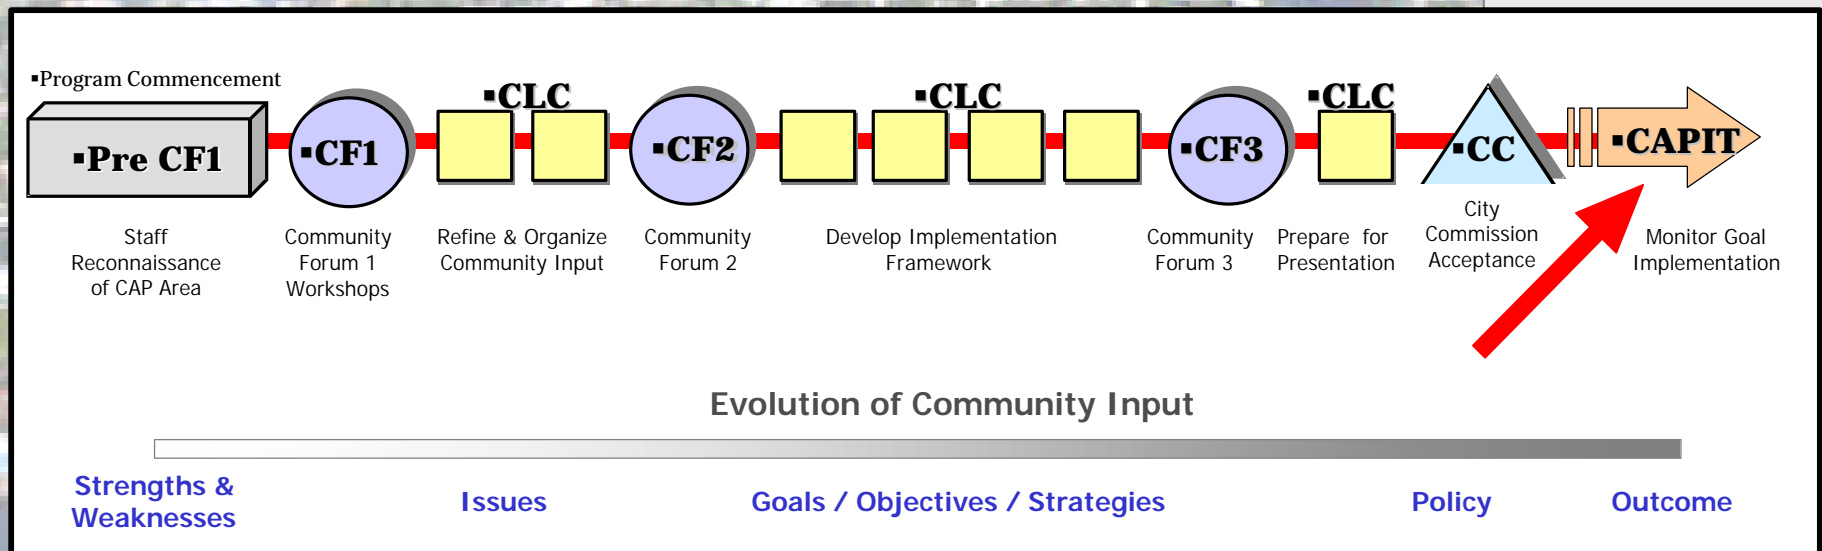 ▪Program Commencement
▪Pre CF1
▪CF1
▪CLC
▪CF2
▪CLC
▪CF3
▪CLC
▪CC
▪CAPIT
Staff
Reconnaissance
of CAP Area
Community
Forum 1
Workshops
Refine & Organize
Community Input
Community
Forum 2
Develop Implementation
Framework
Community
Forum 3
Prepare for
Presentation
City
Commission
Acceptance
Monitor Goal
Implementation
Evolution of Community Input
Strengths &
Weaknesses
Issues
Goals / Objectives / Strategies
Policy
Outcome